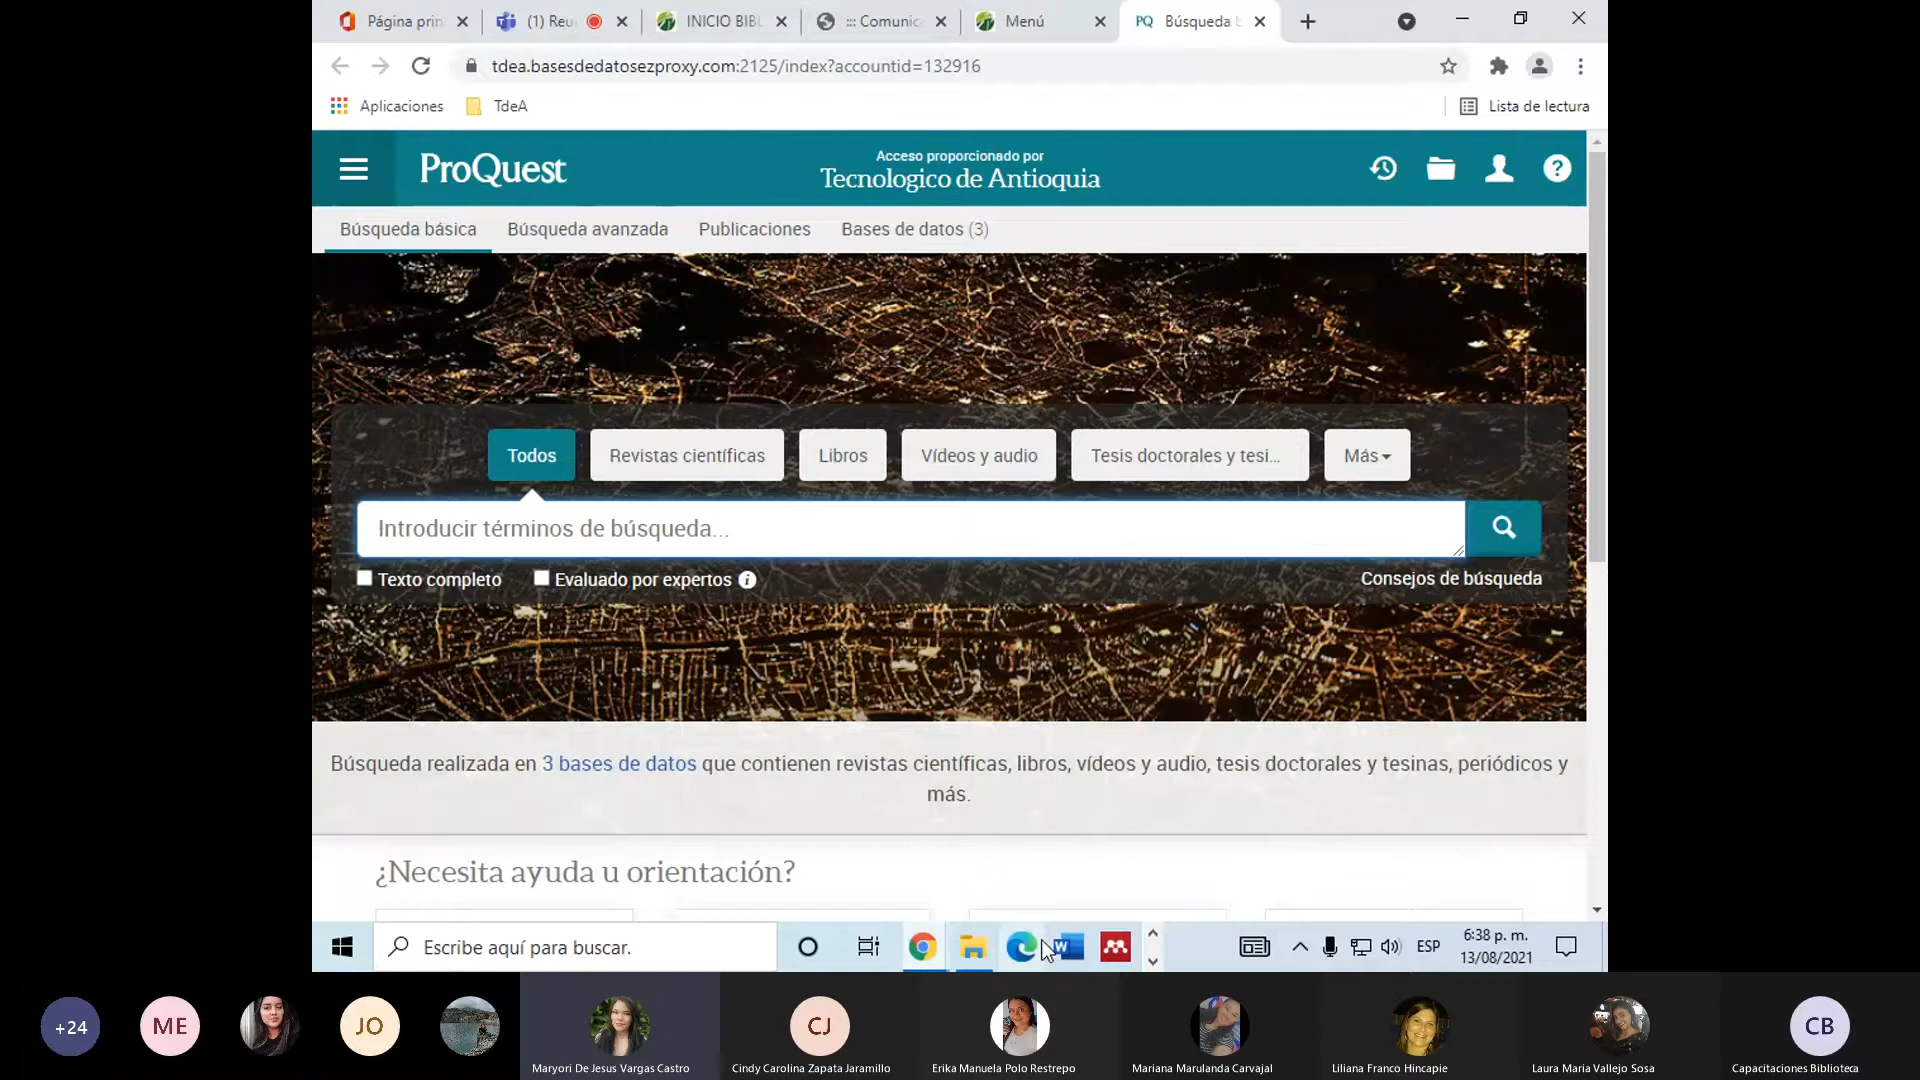 Página prin
(1) Reu
INICIO BIBL
::: Comunica
Menú
PQ Búsqueda b
tdea.basesdedatosezproxy.com:2125/index?accountid=132916
Aplicaciones
TdeA
Lista de lectura
ProQuest
Acceso proporcionado por
Tecnologico de Antioquia
Búsqueda básica
Búsqueda avanzada
Publicaciones
Bases de datos (3)
Todos
Revistas científicas
Libros
Vídeos y audio
Tesis doctorales y tesi...
Más
Introducir términos de búsqueda...
Texto completo
Evaluado por expertos
Consejos de búsqueda
Búsqueda realizada en 3 bases de datos que contienen revistas científicas, libros, vídeos y audio, tesis doctorales y tesinas, periódicos y
más.
¿Necesita ayuda u orientación?
Escribe aquí para buscar.
ESP
6:38 p. m.
13/08/2021
+24
ME
JO
CJ
CB
Maryori De Jesus Vargas Castro
Cindy Carolina Zapata Jaramillo
Erika Manuela Polo Restrepo
Mariana Marulanda Carvajal
Liliana Franco Hincapie
Laura Maria Vallejo Sosa
Capacitaciones Biblioteca